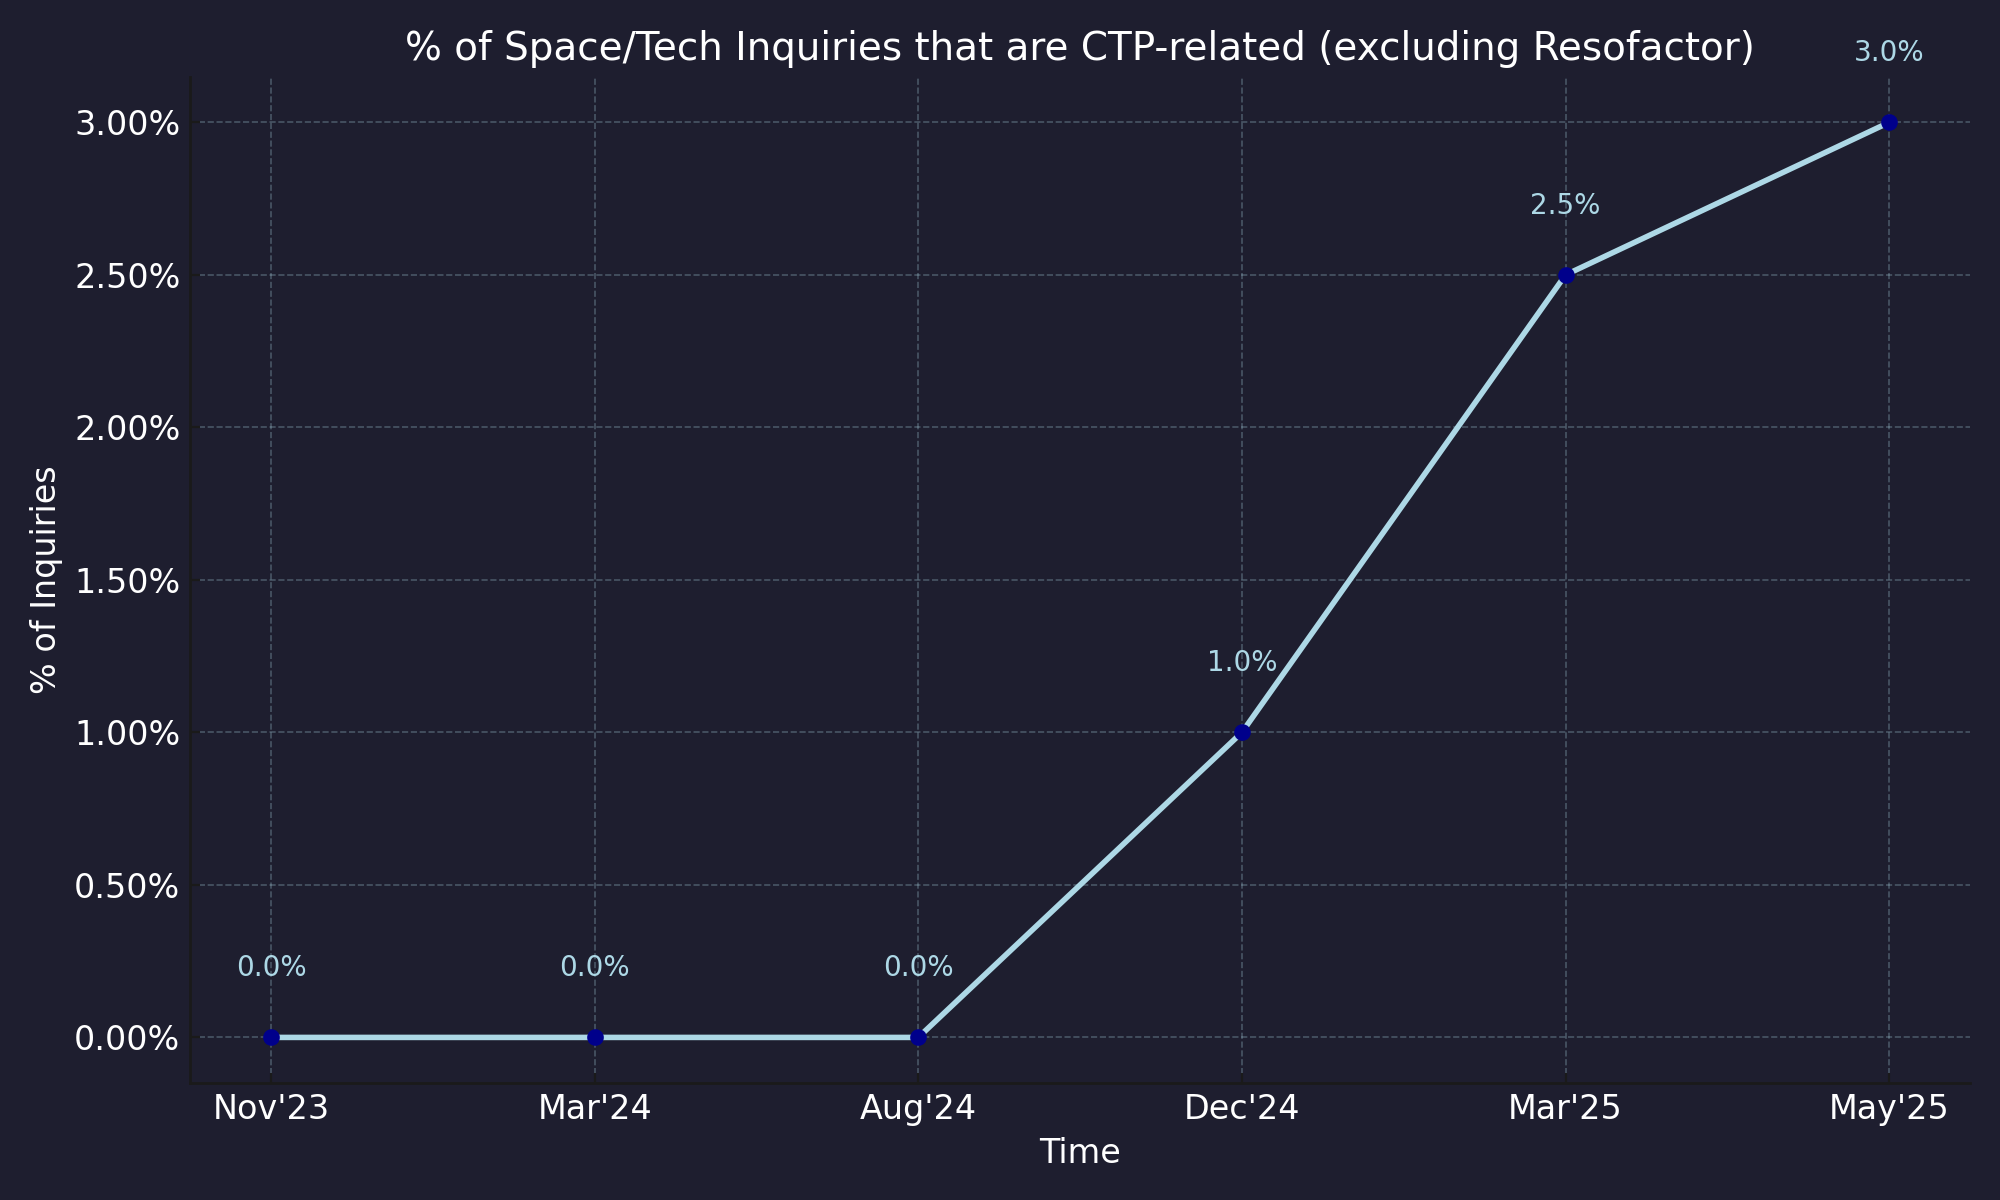 % of Space/Tech Inquiries that are CTP-related (excluding Resofactor)
3.0%
3.00%
2.5%
2.50%
2.00%
% of Inquiries
1.50%
1.0%
1.00%
0.50%
0.0% 0.0% 0.0%
0.00%
Nov'23 Mar'24 Aug'24 Dec'24 Mar'25 May'25
Time